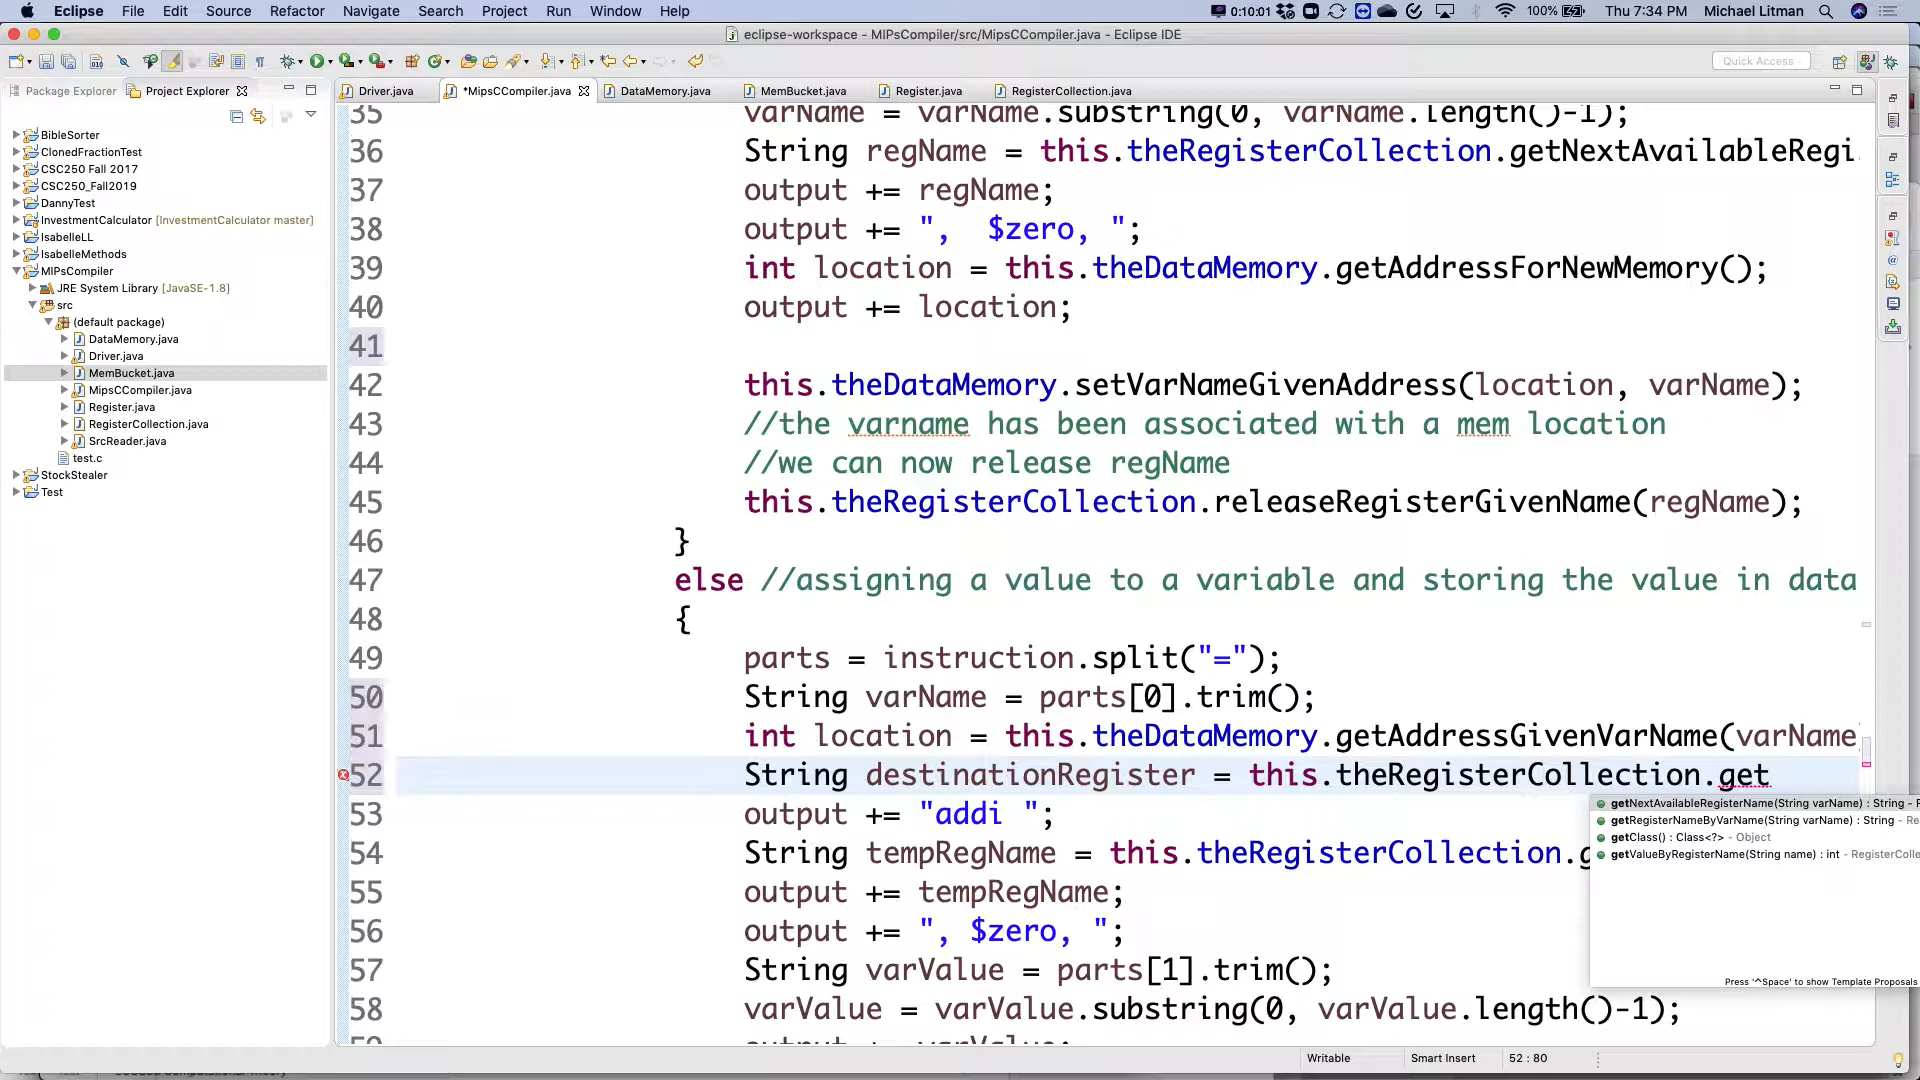 Eclipse File Edit Source Refactor Navigate Search Project Run Window Help
0:10:01 100% Thu 7:34 PM Michael Litman
eclipse-workspace - MIPsCompiler/src/MipsCCompiler.java - Eclipse IDE
Quick Access
Package Explorer Project Explorer
Driver.java *MipsCCompiler.java DataMemory.java MemBucket.java Register.java RegisterCollection.java
BibleSorter
ClonedFractionTest
CSC250 Fall 2017
CSC250_Fall2019
DannyTest
InvestmentCalculator [InvestmentCalculator master]
IsabelleLL
IsabelleMethods
MIPsCompiler
JRE System Library [JavaSE-1.8]
src
(default package)
DataMemory.java
Driver.java
MemBucket.java
MipsCCompiler.java
Register.java
RegisterCollection.java
SrcReader.java
test.c
StockStealer
Test
35 varName = varName.substring(0, varName.length()-1);
36 String regName = this.theRegisterCollection.getNextAvailableRegi
37 output += regName;
38 output += ",  $zero, ";
39 int location = this.theDataMemory.getAddressForNewMemory();
40 output += location;
41
42 this.theDataMemory.setVarNameGivenAddress(location, varName);
43 //the varname has been associated with a mem location
44 //we can now release regName
45 this.theRegisterCollection.releaseRegisterGivenName(regName);
46 }
47 else //assigning a value to a variable and storing the value in data
48 {
49 parts = instruction.split("=");
50 String varName = parts[0].trim();
51 int location = this.theDataMemory.getAddressGivenVarName(varName
52 String destinationRegister = this.theRegisterCollection.get
53 output += "addi ";
54 String tempRegName = this.theRegisterCollection.g
55 output += tempRegName;
56 output += ", $zero, ";
57 String varValue = parts[1].trim();
58 varValue = varValue.substring(0, varValue.length()-1);
getNextAvailableRegisterName(String varName) : String - R
getRegisterNameByVarName(String varName) : String - Re
getClass() : Class<?> - Object
getValueByRegisterName(String name) : int - RegisterColle
Press '^Space' to show Template Proposals
Writable Smart Insert 52 : 80